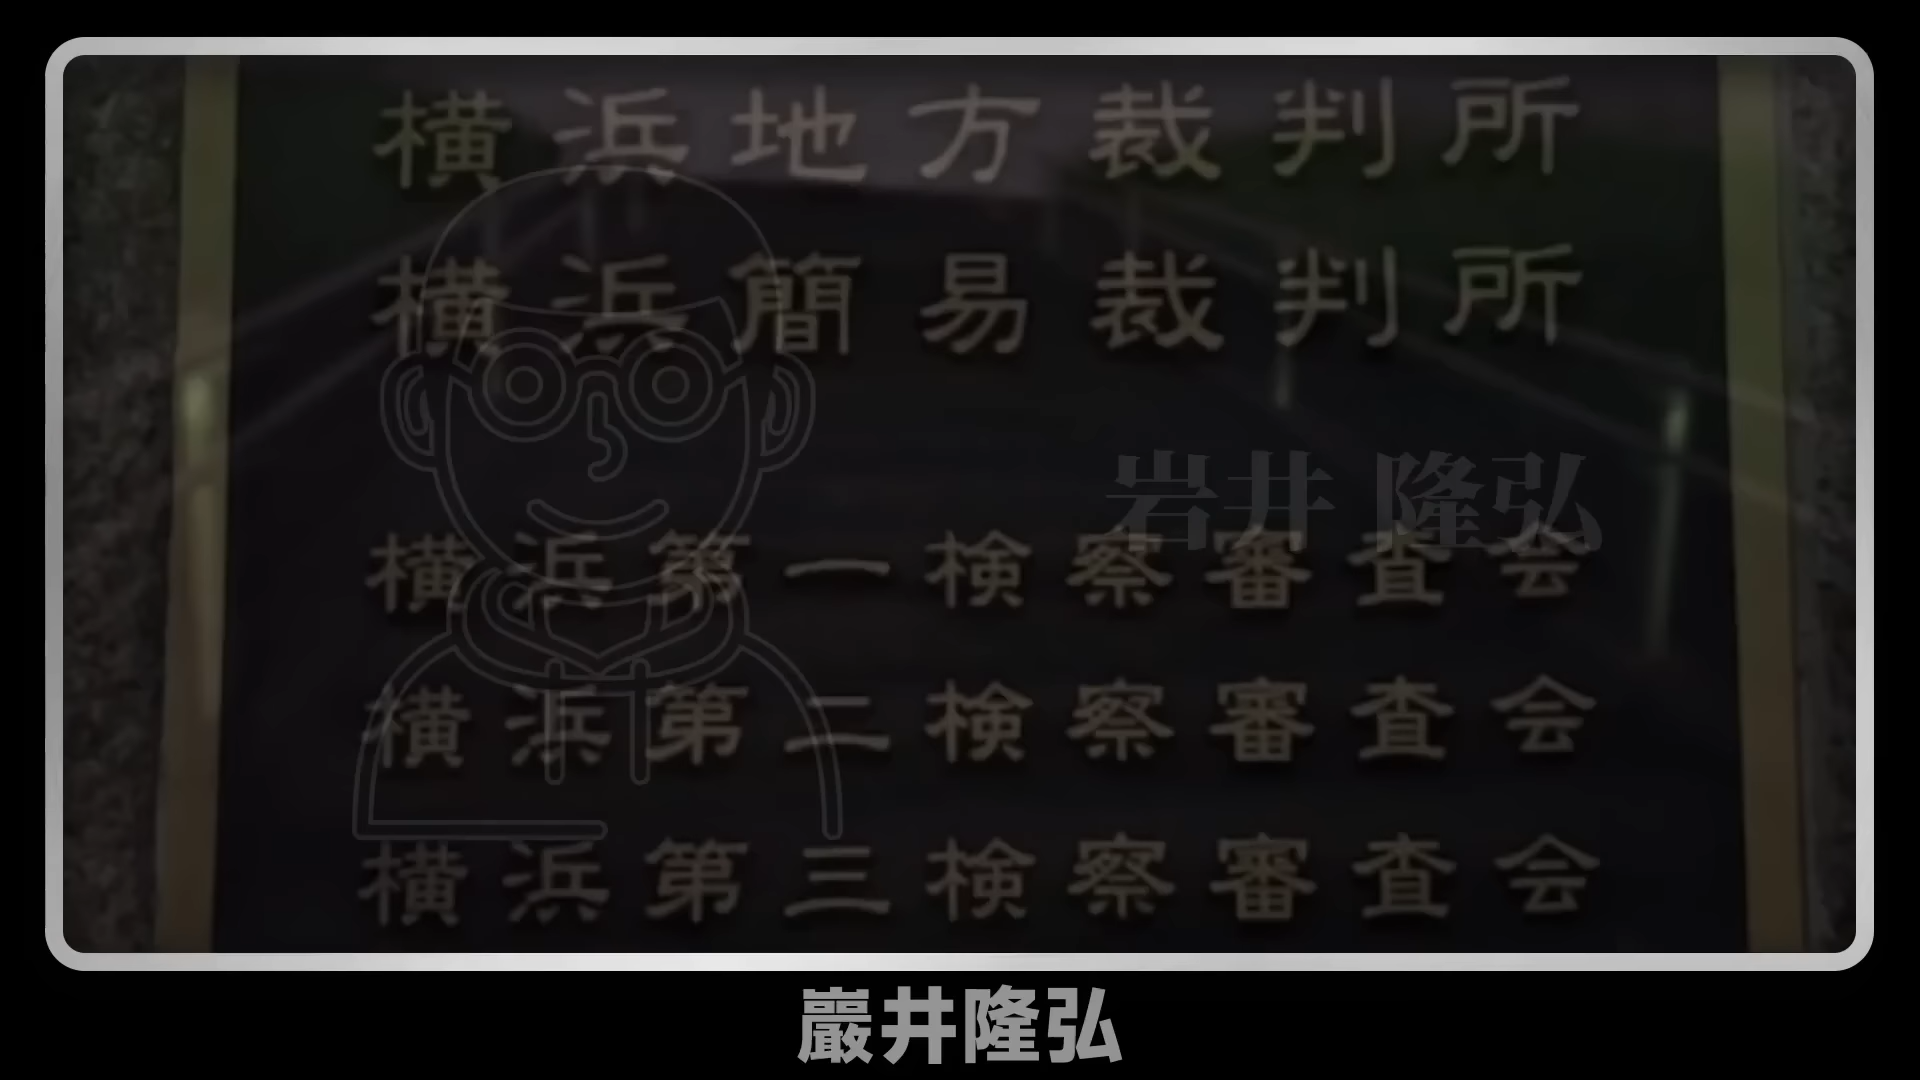 横浜地方裁判所
横浜簡易裁判所
岩井 隆弘
横浜第一検察審査会
横浜第二検察審査会
横浜第三検察審査会
巖井隆弘